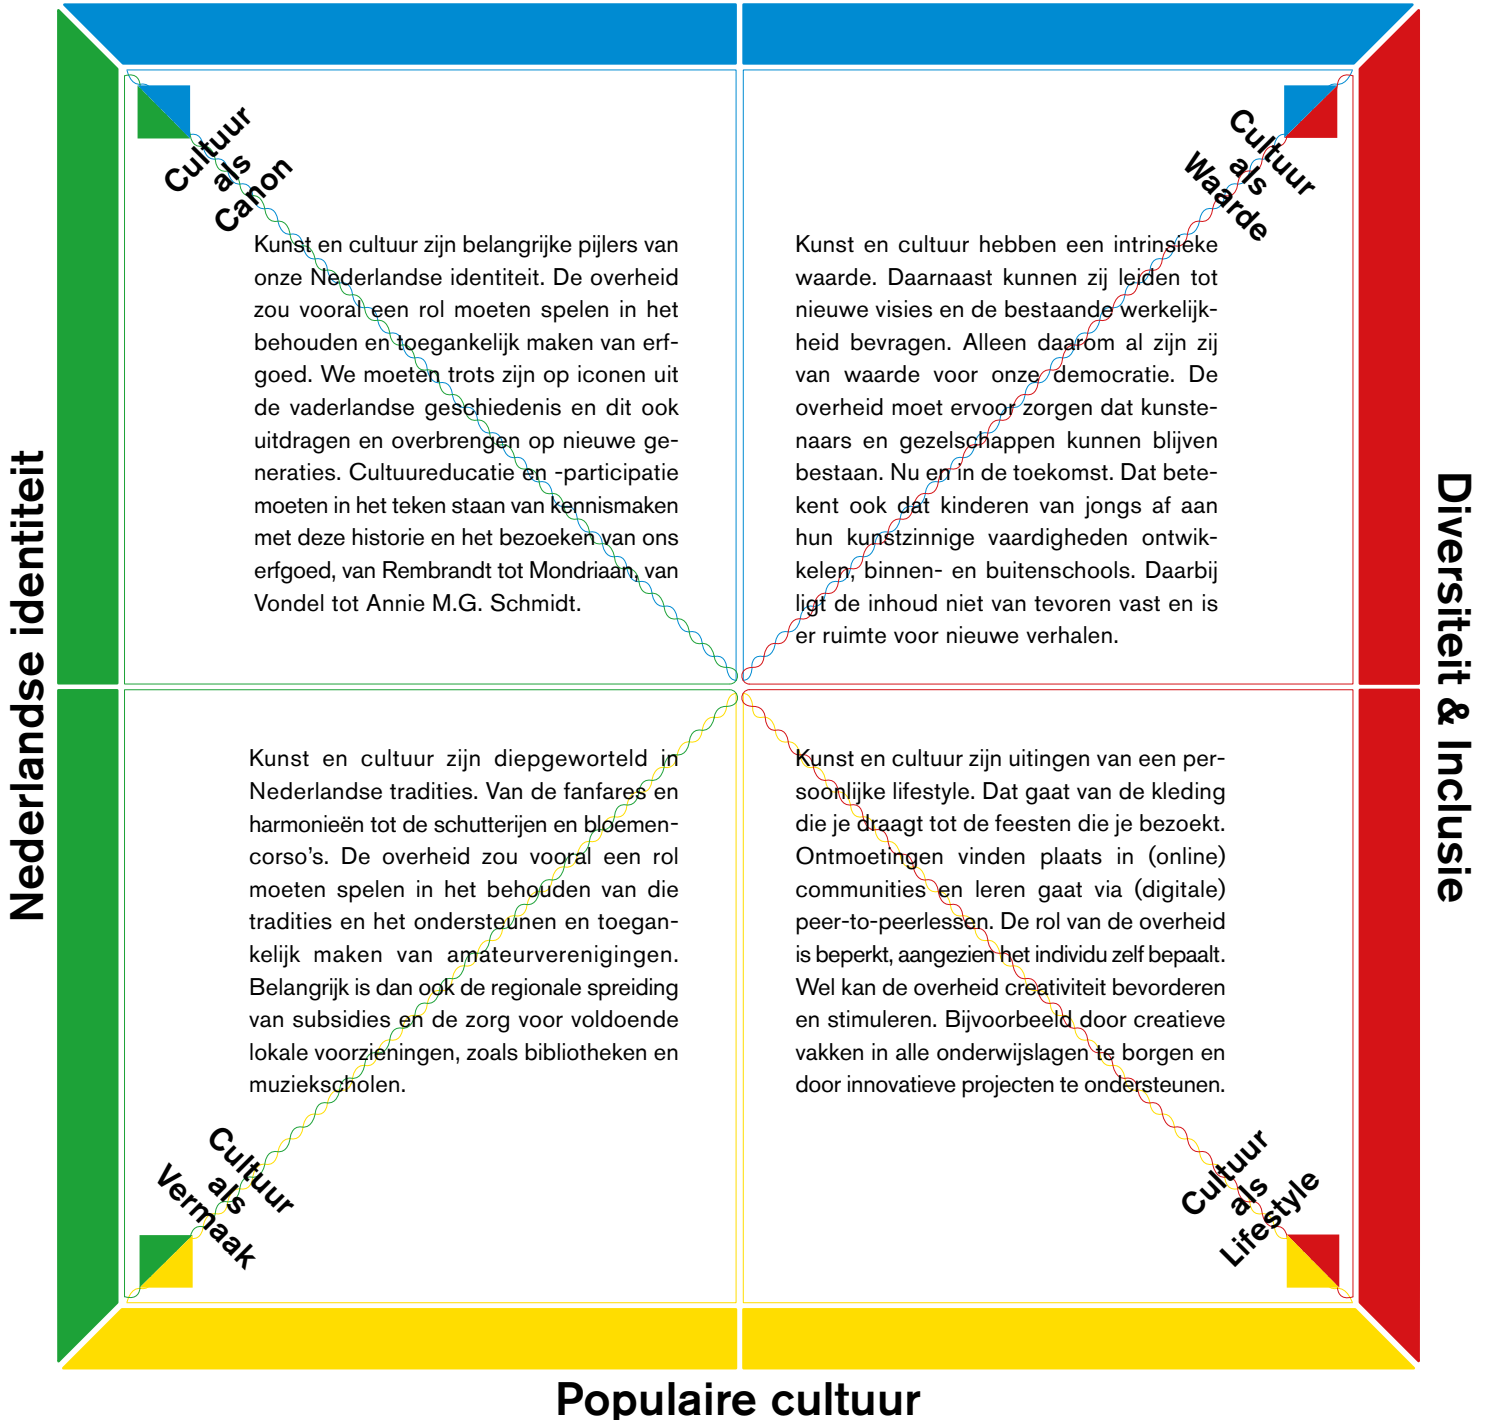 Cultuur
als
Canon
Kunst en cultuur zijn belangrijke pijlers van
onze Nederlandse identiteit. De overheid
zou vooral een rol moeten spelen in het
behouden en toegankelijk maken van erf-
goed. We moeten trots zijn op iconen uit
de vaderlandse geschiedenis en dit ook
uitdragen en overbrengen op nieuwe ge-
neraties. Cultuureducatie en -participatie
moeten in het teken staan van kennismaken
met deze historie en het bezoeken van ons
erfgoed, van Rembrandt tot Mondriaan, van
Vondel tot Annie M.G. Schmidt.
Cultuur
als
Waarde
Kunst en cultuur hebben een intrinsieke
waarde. Daarnaast kunnen zij leiden tot
nieuwe visies en de bestaande werkelijk-
heid bevragen. Alleen daarom al zijn zij
van waarde voor onze democratie. De
overheid moet ervoor zorgen dat kunste-
naars en gezelschappen kunnen blijven
bestaan. Nu en in de toekomst. Dat bete-
kent ook dat kinderen van jongs af aan
hun kunstzinnige vaardigheden ontwik-
kelen, binnen- en buitenschools. Daarbij
ligt de inhoud niet van tevoren vast en is
er ruimte voor nieuwe verhalen.
Nederlandse identiteit
Diversiteit & Inclusie
Kunst en cultuur zijn diepgeworteld in
Nederlandse tradities. Van de fanfares en
harmonieën tot de schutterijen en bloemen-
corso's. De overheid zou vooral een rol
moeten spelen in het behouden van die
tradities en het ondersteunen en toegan-
kelijk maken van amateurverenigingen.
Belangrijk is dan ook de regionale spreiding
van subsidies en de zorg voor voldoende
lokale voorzieningen, zoals bibliotheken en
muziekscholen.
Cultuur
als
Vermaak
Kunst en cultuur zijn uitingen van een per-
soonlijke lifestyle. Dat gaat van de kleding
die je draagt tot de feesten die je bezoekt.
Ontmoetingen vinden plaats in (online)
communities en leren gaat via (digitale)
peer-to-peerlessen. De rol van de overheid
is beperkt, aangezien het individu zelf bepaalt.
Wel kan de overheid creativiteit bevorderen
en stimuleren. Bijvoorbeeld door creatieve
vakken in alle onderwijslagen te borgen en
door innovatieve projecten te ondersteunen.
Cultuur
als
Lifestyle
Populaire cultuur